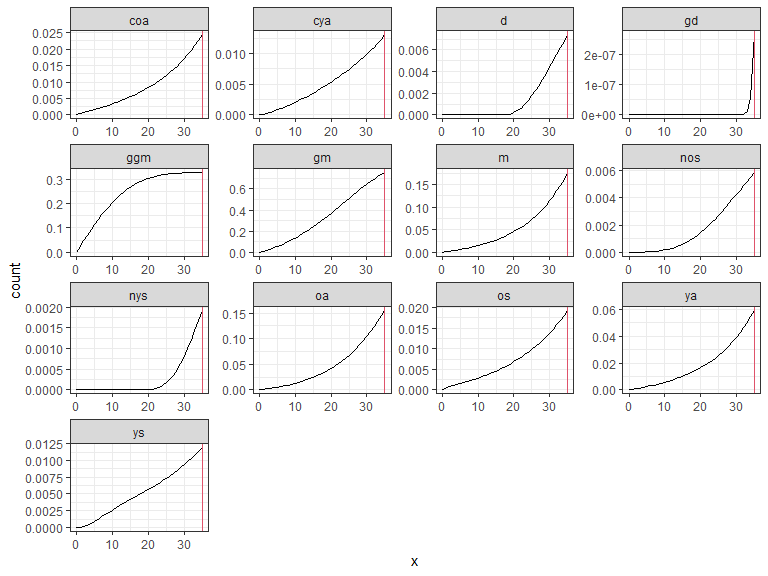 coa cya d gd
0.025
0.020
0.015
0.010
0.005
0.000
0 10 20 30
0.010
0.005
0.000
0 10 20 30
0.006
0.004
0.002
0.000
0 10 20 30
2e-07
1e-07
0e+00
0 10 20 30
ggm gm m nos
0.3
0.2
0.1
0.0
0 10 20 30
0.6
0.4
0.2
0.0
0 10 20 30
0.15
0.10
0.05
0.00
0 10 20 30
0.006
0.004
0.002
0.000
0 10 20 30
count
nys oa os ya
0.0020
0.0015
0.0010
0.0005
0.0000
0 10 20 30
0.15
0.10
0.05
0.00
0 10 20 30
0.020
0.015
0.010
0.005
0.000
0 10 20 30
0.06
0.04
0.02
0.00
0 10 20 30
ys
0.0125
0.0100
0.0075
0.0050
0.0025
0.0000
0 10 20 30
x